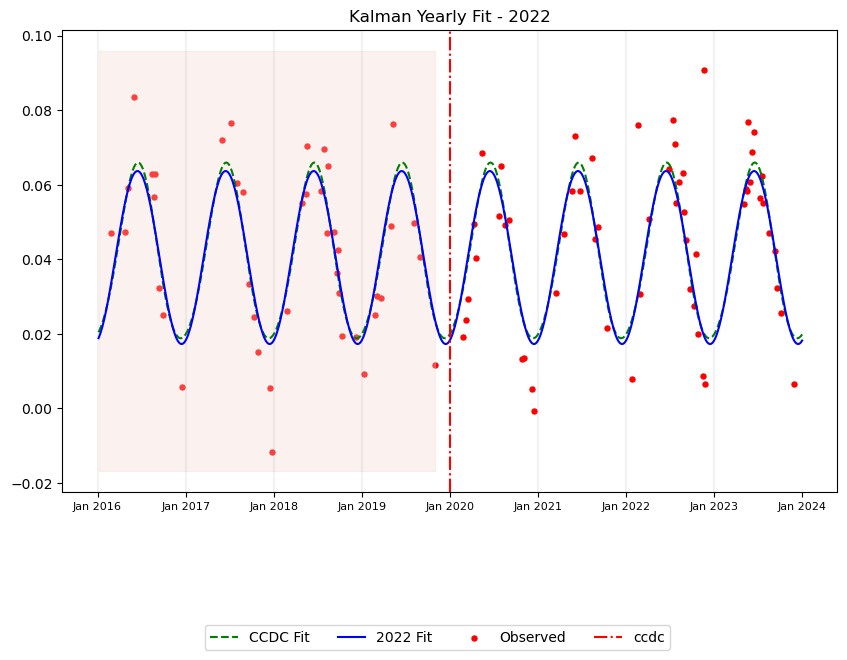 Kalman Yearly Fit - 2022
0.10
0.08
0.06
0.04
0.02
0.00
−0.02
Jan 2016 Jan 2017 Jan 2018 Jan 2019 Jan 2020 Jan 2021 Jan 2022 Jan 2023 Jan 2024
CCDC Fit 2022 Fit Observed ccdc